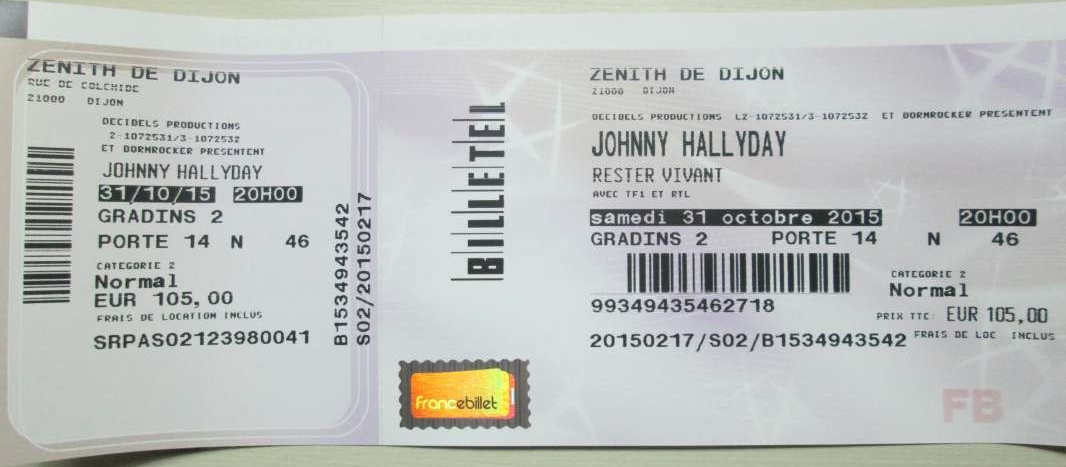 ZENITH DE DIJON
RUE DE COLCHIDE
21000 DIJON
DECIBELS PRODUCTIONS
2-1072531/3-1072532
ET BORNROCKER PRESENTENT
JOHNNY HALLYDAY
31/10/15 20H00
GRADINS 2
PORTE 14 N 46
CATEGORIE 2
Normal
EUR 105,00
FRAIS DE LOCATION INCLUS
SRPAS02123980041
B1534943542
S02/20150217
BILLETEL
francebillet
ZENITH DE DIJON
21000 DIJON
DECIBELS PRODUCTIONS L2-1072531/3-1072532 ET BORNROCKER PRESENTENT
JOHNNY HALLYDAY
RESTER VIVANT
AVEC TF1 ET RTL
samedi 31 octobre 2015 20H00
GRADINS 2 PORTE 14 N 46
99349435462718
CATEGORIE 2
Normal
PRIX TTC: EUR 105,00
20150217/S02/B1534943542 FRAIS DE LOC INCLUS
FB